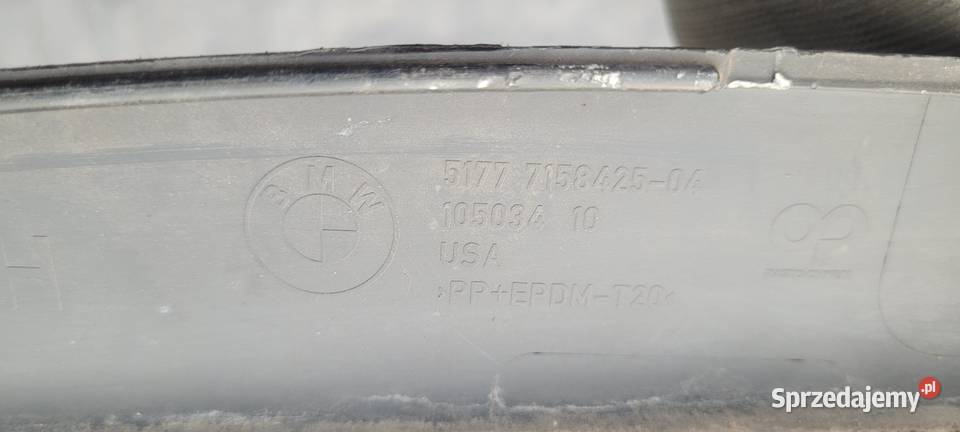 BMW
5177 7158425-04
105034 10
USA
>PP+EPDM-T20<
Sprzedajemy.pl